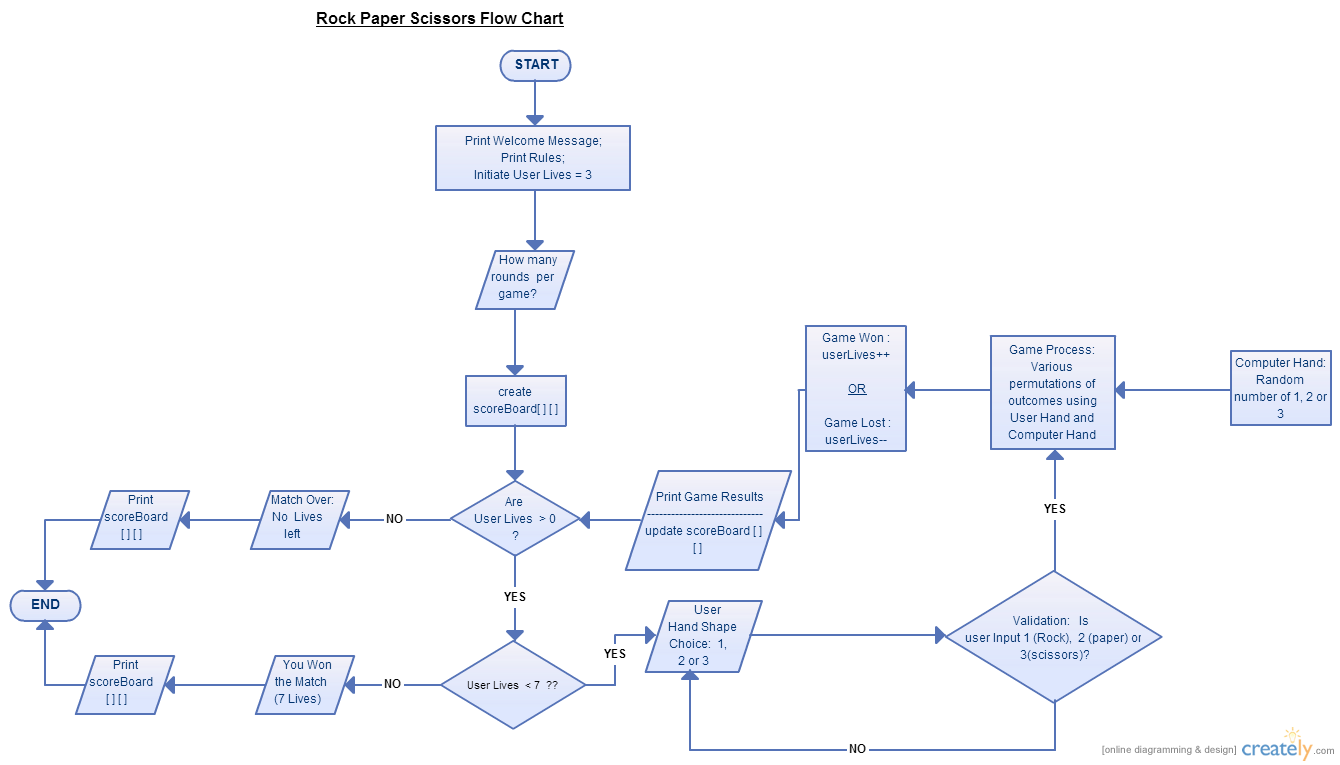 Rock Paper Scissors Flow Chart
START
Print Welcome Message;
Print Rules;
Initiate User Lives = 3
How many
rounds per
game?
create
scoreBoard[ ] [ ]
Are
User Lives > 0
?
NO
Match Over:
No Lives
left
Print
scoreBoard
[ ] [ ]
END
YES
User Lives < 7 ??
NO
You Won
the Match
(7 Lives)
Print
scoreBoard
[ ] [ ]
YES
User
Hand Shape
Choice: 1,
2 or 3
Validation: Is
user Input 1 (Rock), 2 (paper) or
3(scissors)?
NO
YES
Game Process:
Various
permutations of
outcomes using
User Hand and
Computer Hand
Computer Hand:
Random
number of 1, 2 or
3
Game Won :
userLives++
OR
Game Lost :
userLives--
Print Game Results
-----------------------------
update scoreBoard [ ]
[ ]
[online diagramming & design] creately.com